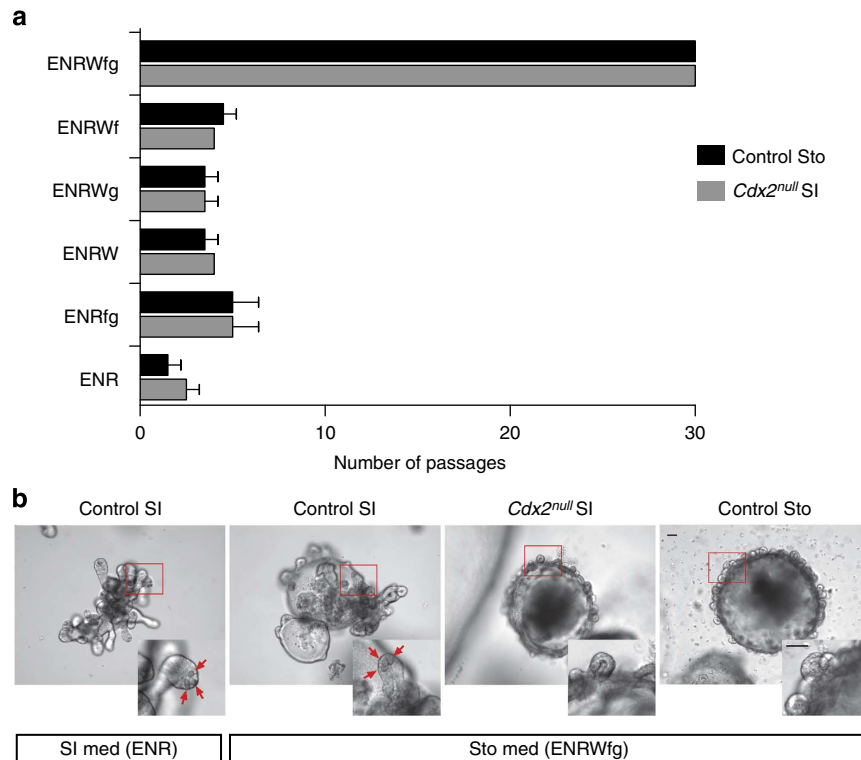 a
ENRWfg
ENRWf
ENRWg
ENRW
ENRfg
ENR
Control Sto
Cdx2null SI
0 10 20 30
Number of passages
b
Control SI Control SI Cdx2null SI Control Sto
SI med (ENR) Sto med (ENRWfg)